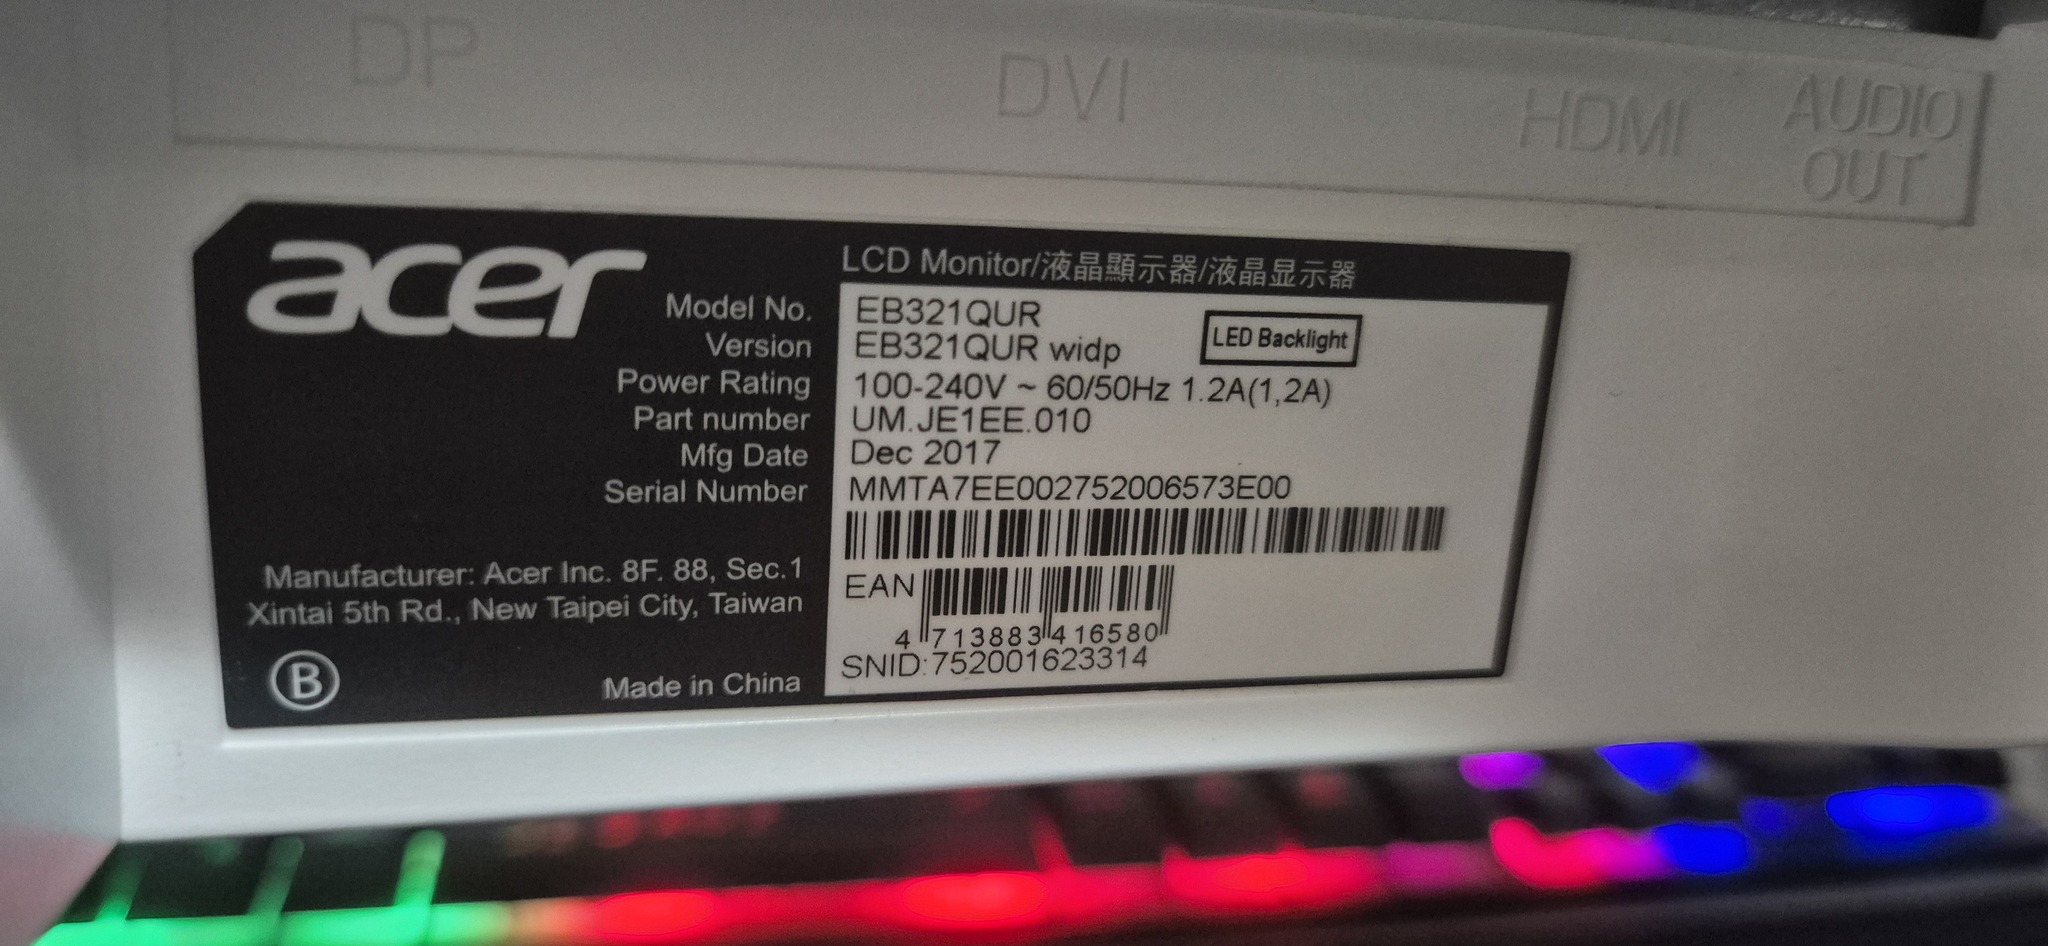 DP
DVI
HDMI
AUDIO
OUT
acer
LCD Monitor/液晶顯示器/液晶显示器
Model No. EB321QUR
LED Backlight
Version EB321QUR widp
Power Rating 100-240V ~ 60/50Hz 1.2A(1,2A)
Part number UM.JE1EE.010
Mfg Date Dec 2017
Serial Number MMTA7EE002752006573E00
Manufacturer: Acer Inc. 8F. 88, Sec.1
Xintai 5th Rd., New Taipei City, Taiwan
EAN
4 713883 416580
SNID:752001623314
B
Made in China